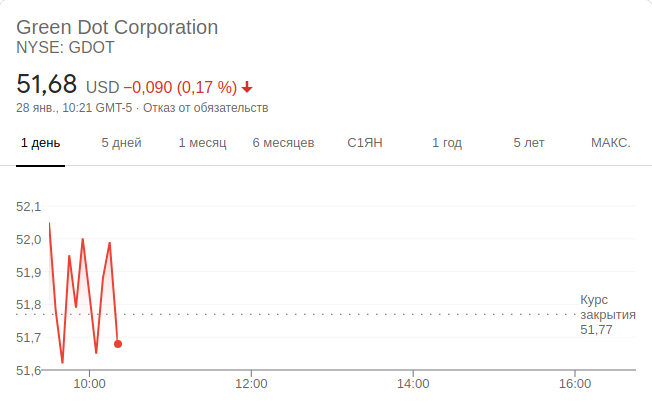 Green Dot Corporation
NYSE: GDOT
51,68 USD −0,090 (0,17 %)
28 янв., 10:21 GMT-5 · Отказ от обязательств
1 день 5 дней 1 месяц 6 месяцев С1ЯН 1 год 5 лет МАКС.
52,1
52,0
51,9
51,8
51,7
51,6
Курс
закрытия
51,77
10:00 12:00 14:00 16:00